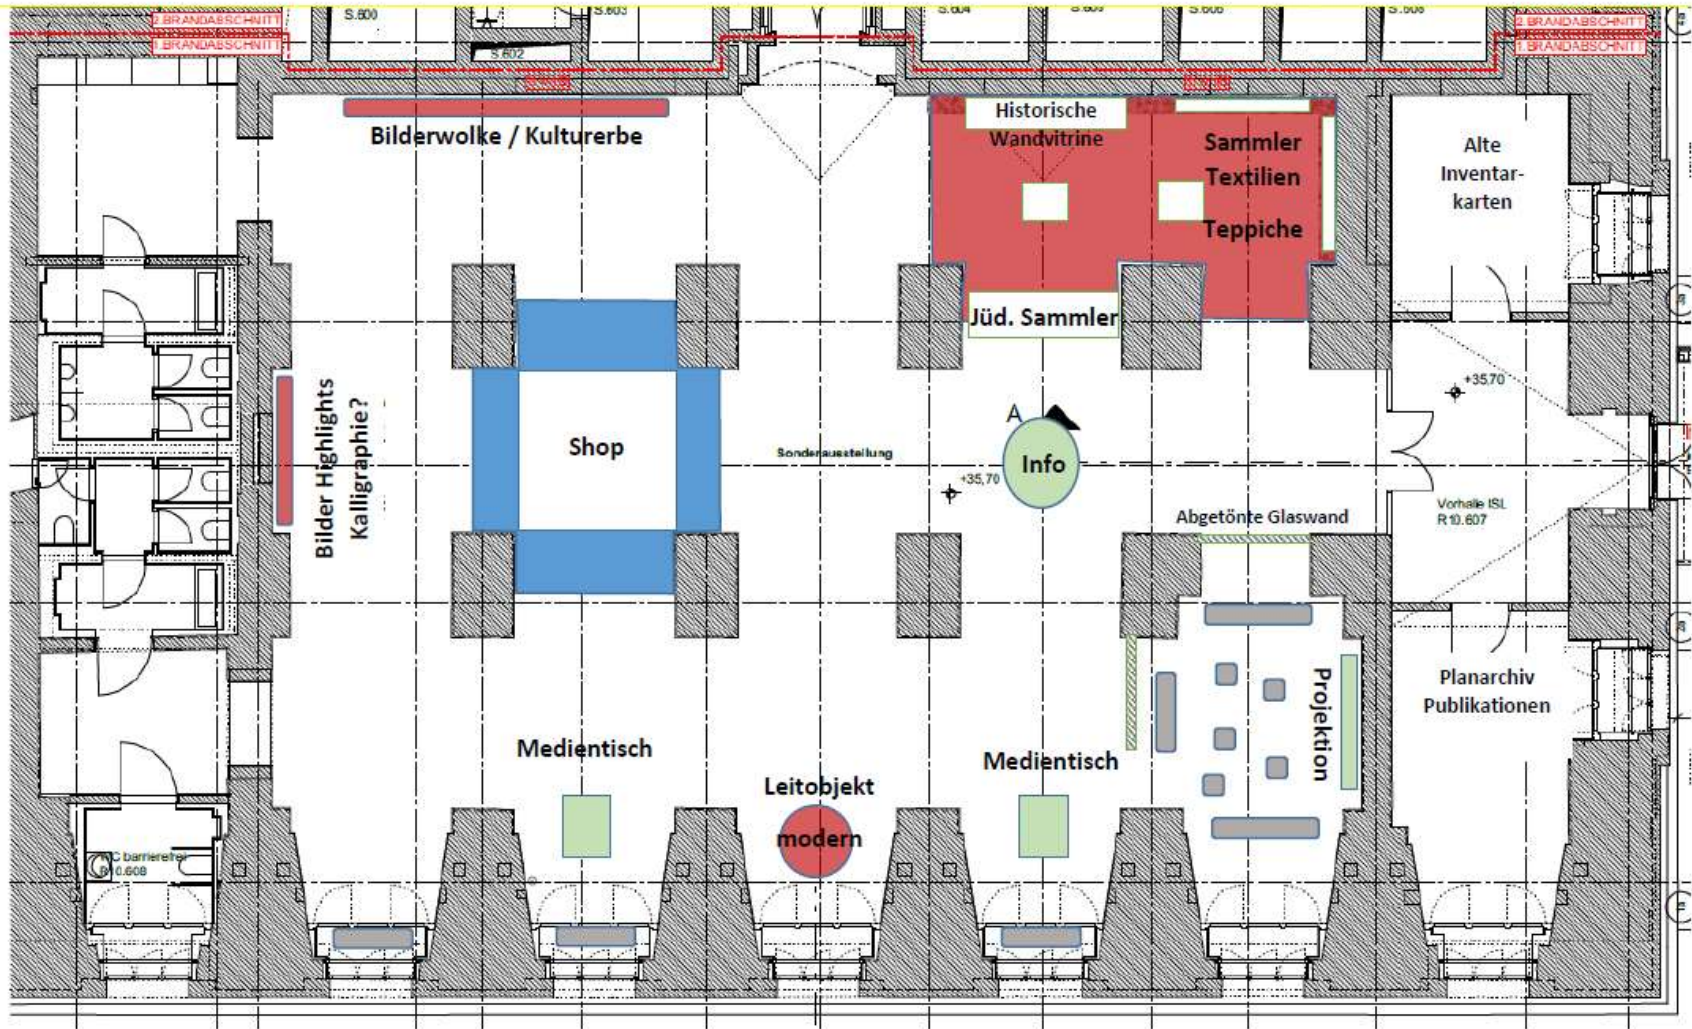 2.BRANDABSCHNITT
1.BRANDABSCHNITT
S.600
S.602
S.603
S.604
S.606
2.BRANDABSCHNITT
1.BRANDABSCHNITT
Bilderwolke / Kulturerbe
Historische
Wandvitrine
Sammler
Textilien
Teppiche
Alte
Inventar-
karten
Jüd. Sammler
Bilder Highlights
Kalligraphie?
Shop
Sonderausstellung
A
Info
+35,70
+35,70
Abgetönte Glaswand
Vorhalle ISL
R10.607
Projektion
Planarchiv
Publikationen
Medientisch
Medientisch
Leitobjekt
modern
WC barrierefrei
R10.608